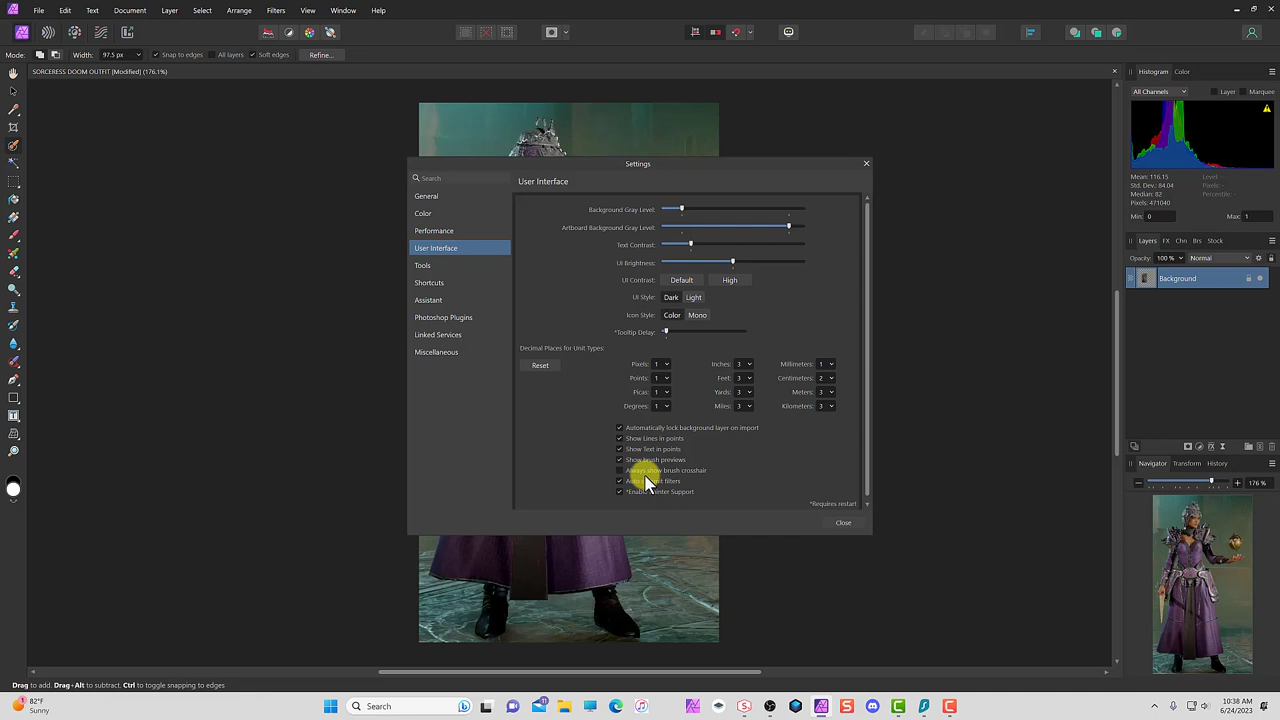 File Edit Text Document Layer Select Arrange Filters View Window Help
Mode: Width: 97.5 px Snap to edges All layers Soft edges Refine...
SORCERESS DOOM OUTFIT [Modified] (176.1%)
Histogram Color
All Channels Layer Marquee
Mean: 116.15 Level: -
Std. Dev.: 84.04 Pixels: -
Median: 82 Percentile: -
Pixels: 471040
Min: 0 Max: 1
Layers FX Chn Brs Stock
Opacity: 100 % Normal
Background
Navigator Transform History
176 %
Settings
Search
General
Color
Performance
User Interface
Tools
Shortcuts
Assistant
Photoshop Plugins
Linked Services
Miscellaneous
User Interface
Background Gray Level:
Artboard Background Gray Level:
Text Contrast:
UI Brightness:
UI Contrast: Default High
UI Style: Dark Light
Icon Style: Color Mono
*Tooltip Delay:
Decimal Places for Unit Types:
Reset
Pixels: 1 Inches: 3 Millimeters: 1
Points: 1 Feet: 3 Centimeters: 2
Picas: 1 Yards: 3 Meters: 3
Degrees: 1 Miles: 3 Kilometers: 3
Automatically lock background layer on import
Show Lines in points
Show Text in points
Show brush previews
Always show brush crosshair
filters
*Enable Support
*Requires restart
Close
Drag to add. Drag+Alt to subtract. Ctrl to toggle snapping to edges
82°F
Sunny
Search
10:38 AM
6/24/2023